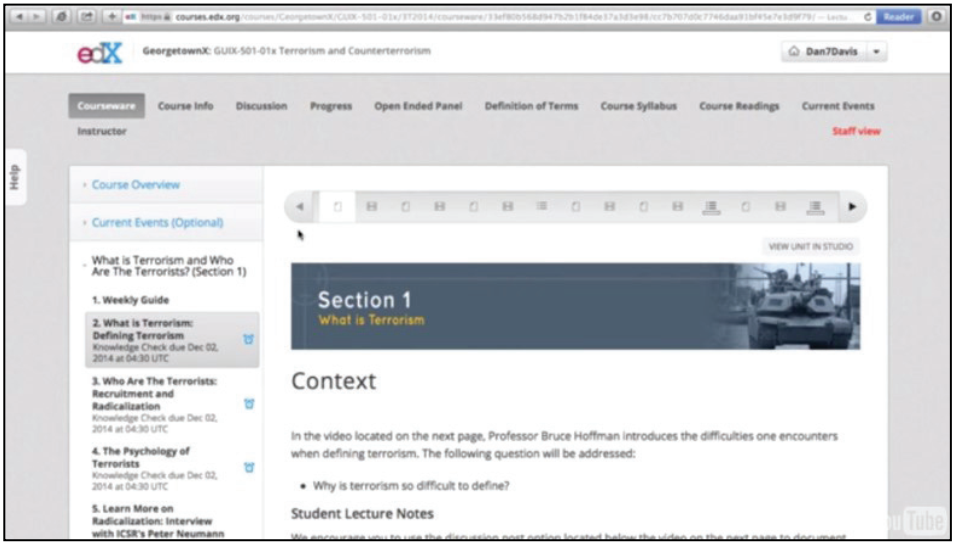 https courses.edx.org/courses/GeorgetownX/GUIX-501-01x/3T2014/courseware/
Reader
edX
GeorgetownX: GUIX-501-01x Terrorism and Counterterrorism
Dan7Davis
Courseware Course Info Discussion Progress Open Ended Panel Definition of Terms Course Syllabus Course Readings Current Events
Instructor
Staff view
Help
Course Overview
Current Events (Optional)
What is Terrorism and Who
Are The Terrorists? (Section 1)
1. Weekly Guide
2. What is Terrorism:
Defining Terrorism
Knowledge Check due Dec 02,
2014 at 04:30 UTC
3. Who Are The Terrorists:
Recruitment and
Radicalization
Knowledge Check due Dec 02,
2014 at 04:30 UTC
4. The Psychology of
Terrorists
Knowledge Check due Dec 02,
2014 at 04:30 UTC
5. Learn More on
Radicalization: Interview
with ICSR's Peter Neumann
VIEW UNIT IN STUDIO
Section 1
What is Terrorism
Context
In the video located on the next page, Professor Bruce Hoffman introduces the difficulties one encounters
when defining terrorism. The following question will be addressed:
• Why is terrorism so difficult to define?
Student Lecture Notes
We encourage you to use the discussion post option located below the video on the next page to document
Tube